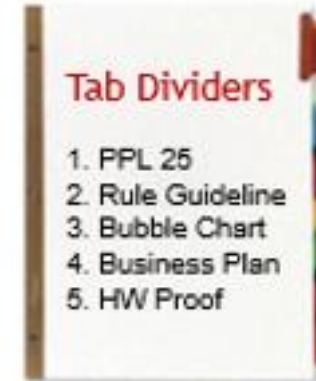 Tab Dividers
1. PPL 25
2. Rule Guideline
3. Bubble Chart
4. Business Plan
5. HW Proof